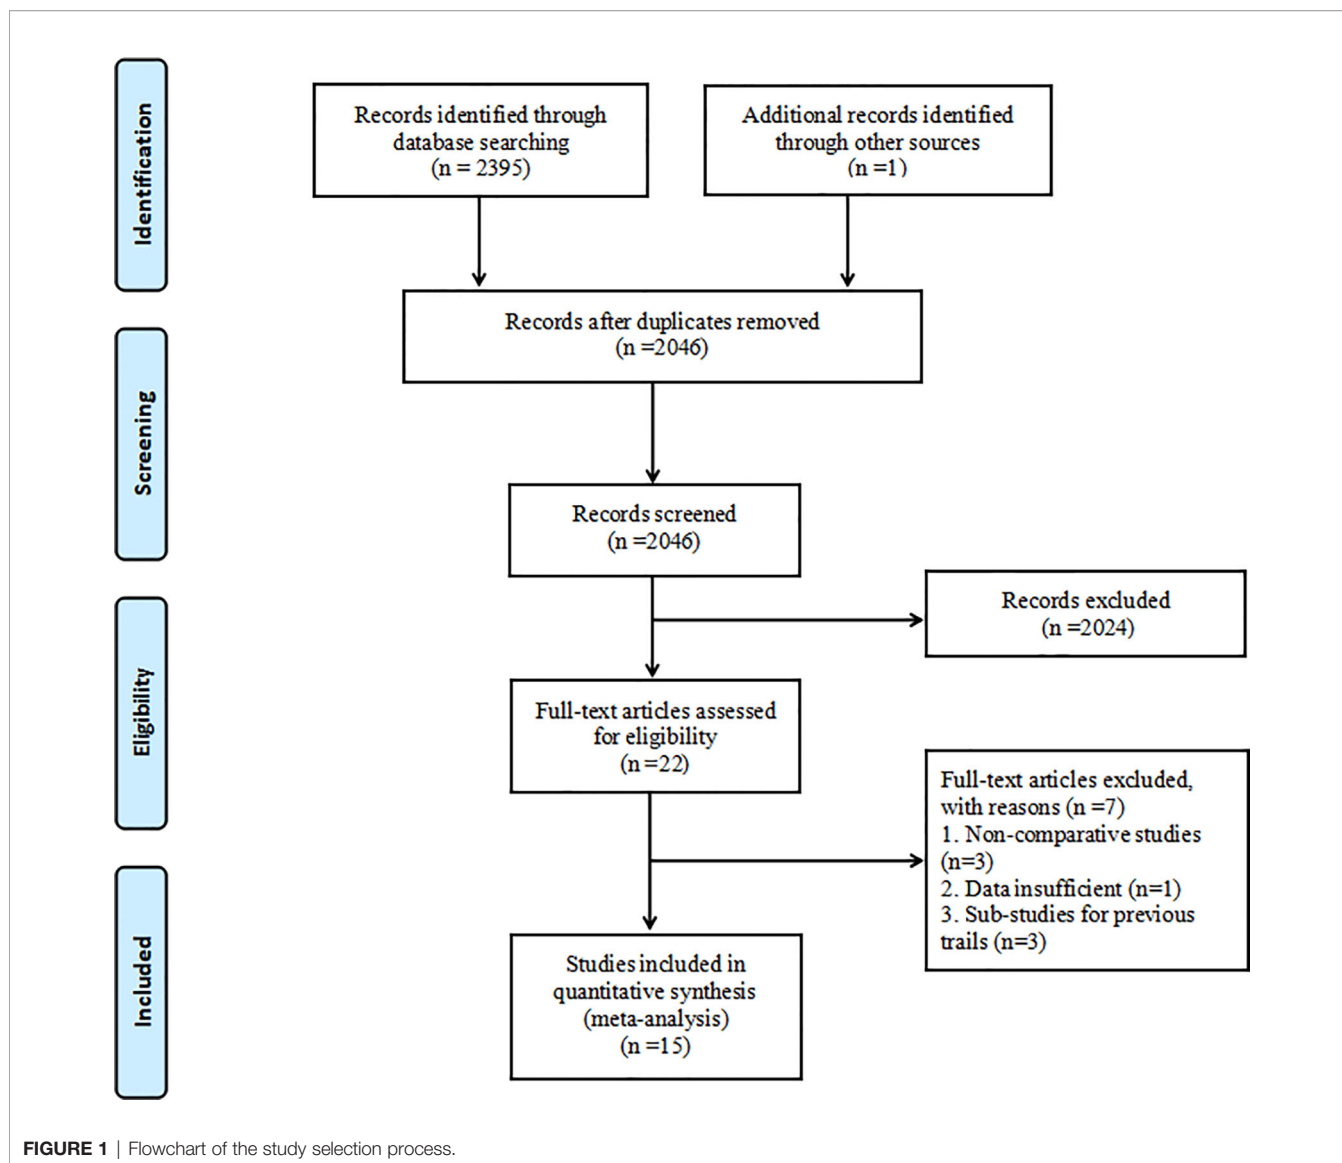 Identification
Records identified through
database searching
(n = 2395)
Additional records identified
through other sources
(n =1)
Records after duplicates removed
(n =2046)
Screening
Records screened
(n =2046)
Records excluded
(n =2024)
Eligibility
Full-text articles assessed
for eligibility
(n =22)
Full-text articles excluded,
with reasons (n =7)
1. Non-comparative studies
(n=3)
2. Data insufficient (n=1)
3. Sub-studies for previous
trails (n=3)
Included
Studies included in
quantitative synthesis
(meta-analysis)
(n =15)
FIGURE 1 | Flowchart of the study selection process.